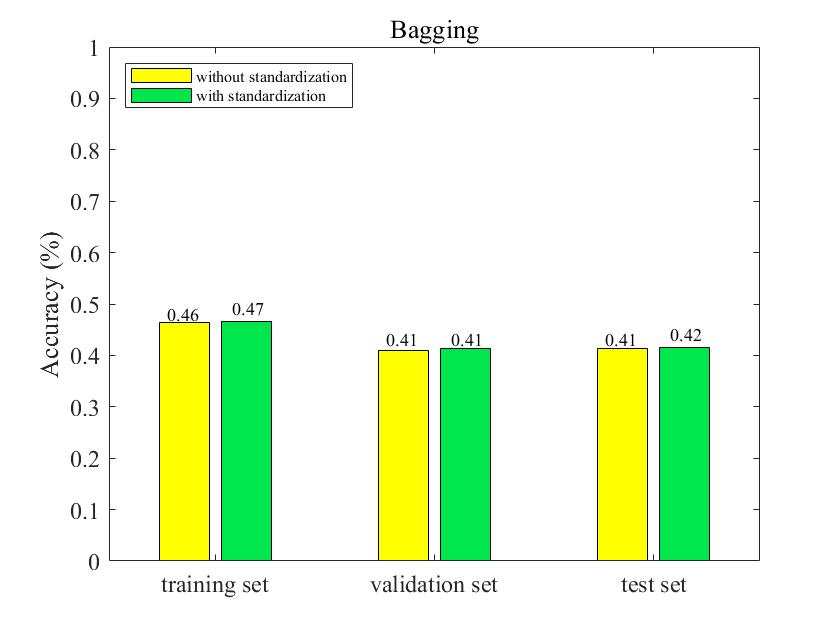 Bagging
without standardization
with standardization
Accuracy (%)
1
0.9
0.8
0.7
0.6
0.5
0.4
0.3
0.2
0.1
0
0.46
0.47
0.41
0.41
0.41
0.42
training set
validation set
test set